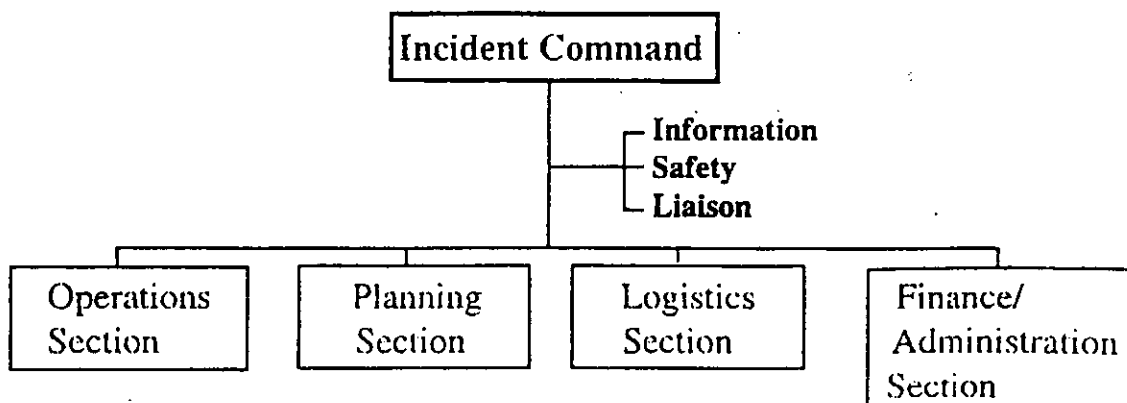 Incident Command
Information
Safety
Liaison
Operations
Section
Planning
Section
Logistics
Section
Finance/
Administration
Section